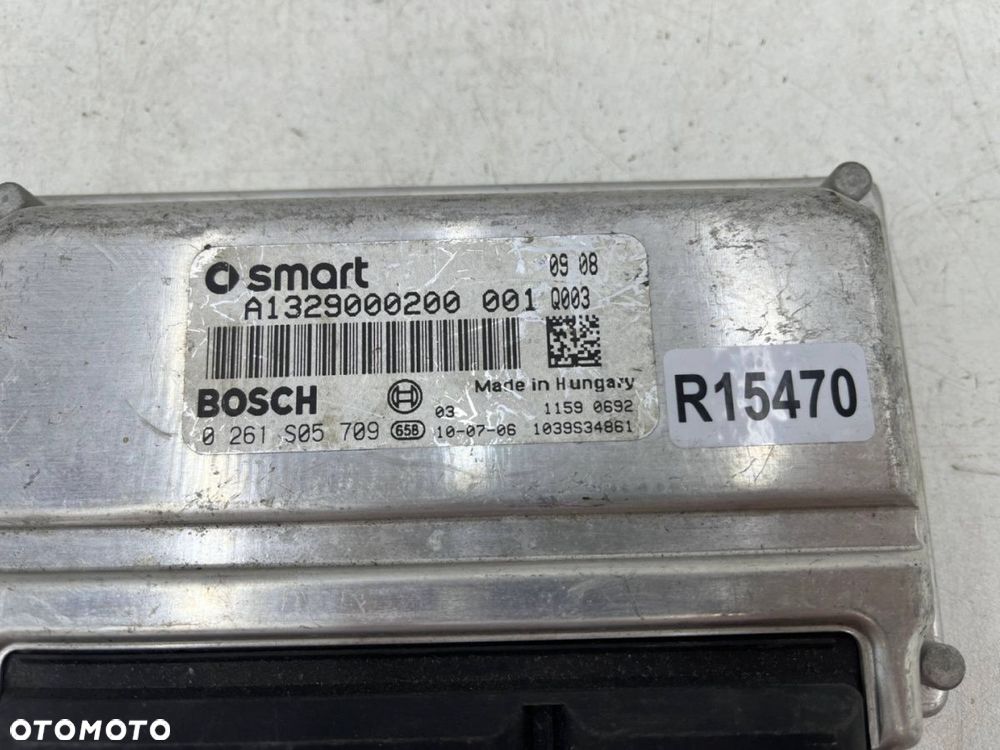 smart 09 08
A1329000200 001 Q003
BOSCH Made in Hungary
03 1159 0692
0 261 S05 709 658 10-07-06 1039S34861
R15470
OTOMOTO